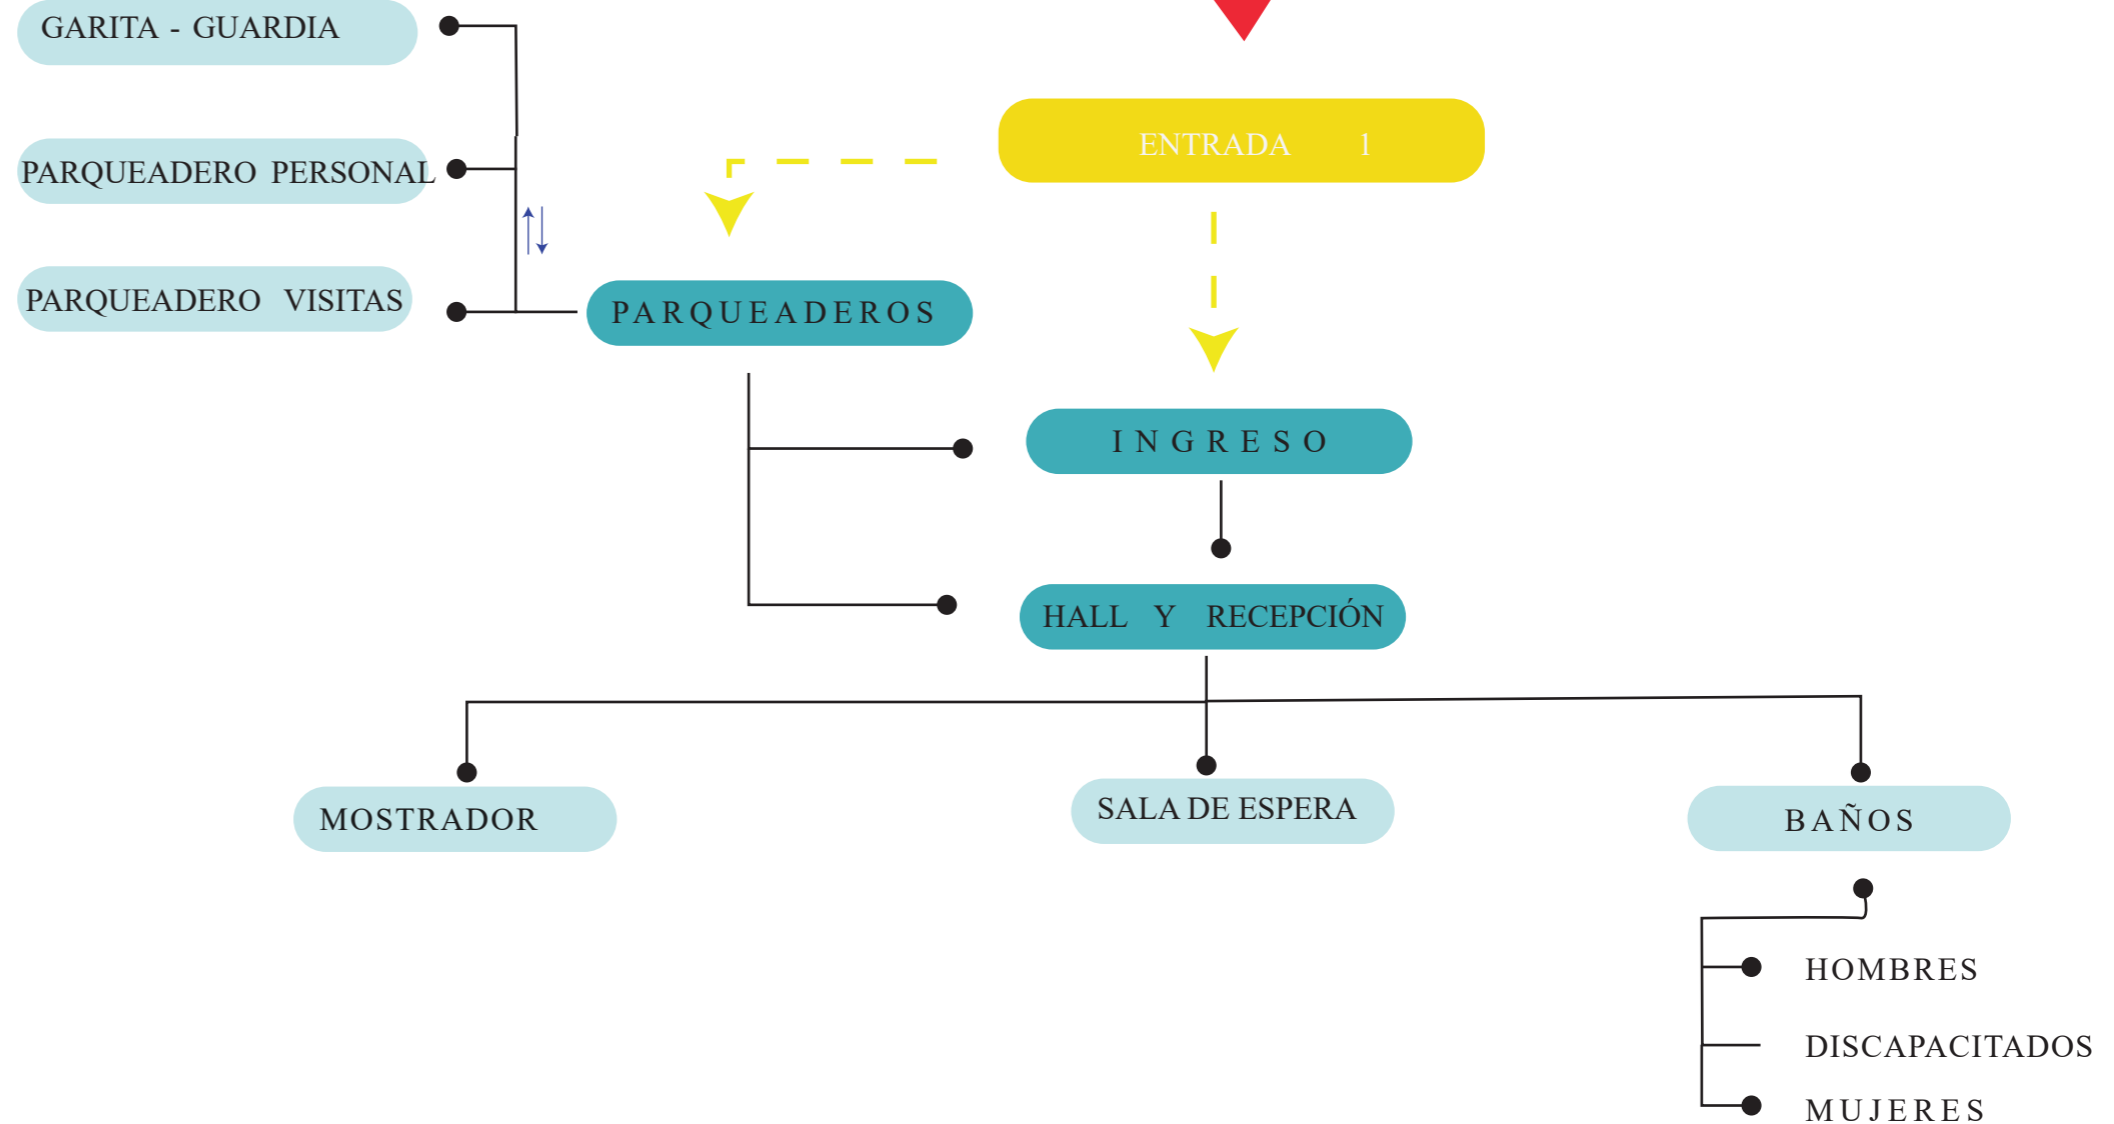 GARITA - GUARDIA
ENTRADA 1
PARQUEADERO PERSONAL
PARQUEADERO VISITAS
PARQUEADEROS
INGRESO
HALL Y RECEPCIÓN
MOSTRADOR
SALA DE ESPERA
BAÑOS
HOMBRES
DISCAPACITADOS
MUJERES